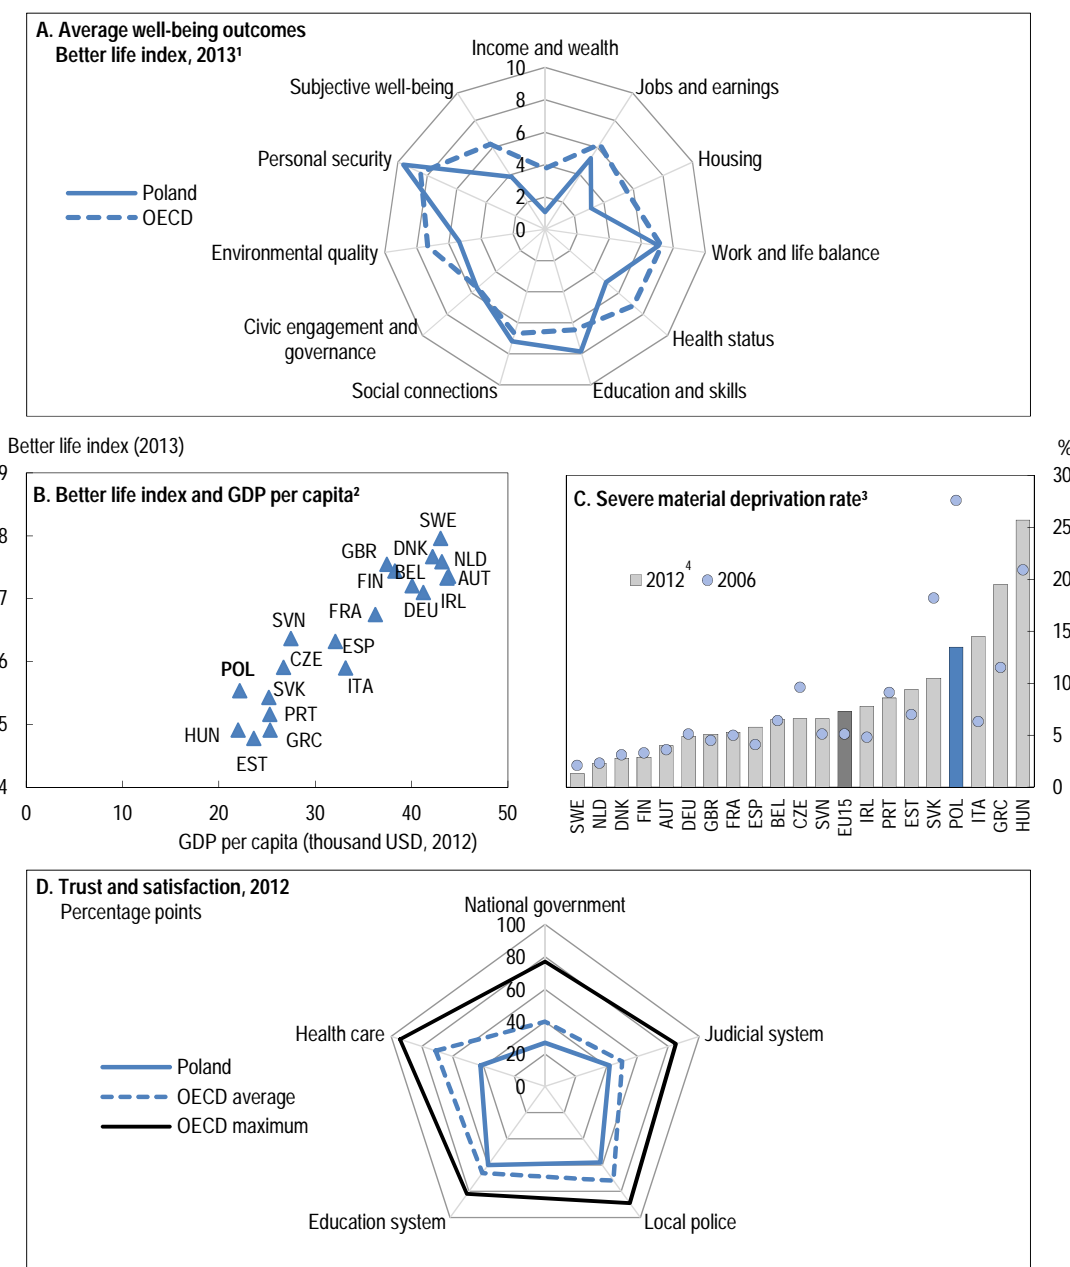 A. Average well-being outcomes
Better life index, 2013¹
Income and wealth
Subjective well-being
Jobs and earnings
Personal security
Housing
Environmental quality
Work and life balance
Civic engagement and
governance
Health status
Social connections
Education and skills
10
8
6
4
2
0
Poland
OECD
Better life index (2013)
B. Better life index and GDP per capita²
9
8
7
6
5
4
SWE
GBR
DNK
NLD
FIN
BEL
AUT
DEU
IRL
FRA
SVN
ESP
CZE
ITA
POL
SVK
PRT
HUN
GRC
EST
0
10
20
30
40
50
GDP per capita (thousand USD, 2012)
%
C. Severe material deprivation rate³
2012⁴
2006
30
25
20
15
10
5
0
SWE
NLD
DNK
FIN
AUT
DEU
GBR
FRA
ESP
BEL
CZE
SVN
EU15
IRL
PRT
EST
SVK
POL
ITA
GRC
HUN
D. Trust and satisfaction, 2012
Percentage points
National government
100
80
60
40
20
0
Health care
Judicial system
Education system
Local police
Poland
OECD average
OECD maximum